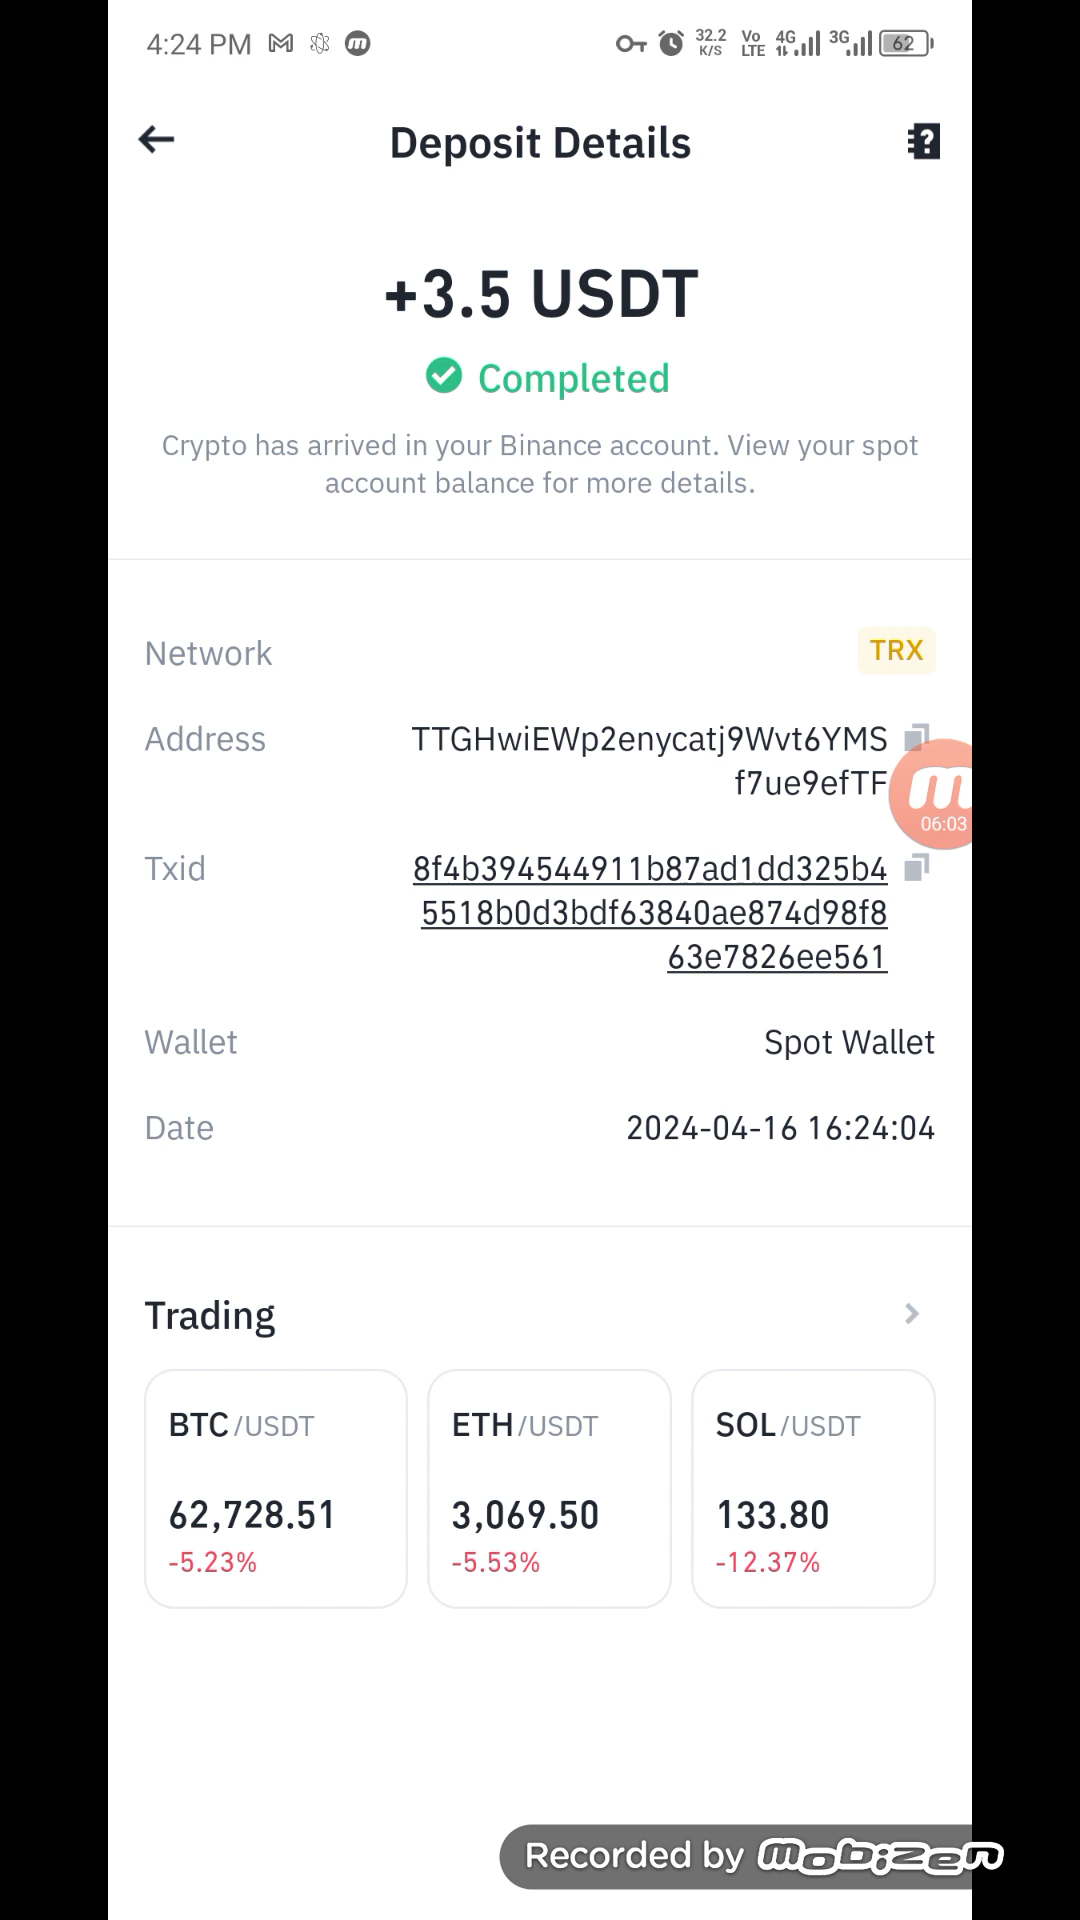 4:24 PM
32.2 K/S Vo LTE 4G 3G 62
Deposit Details
+3.5 USDT
Completed
Crypto has arrived in your Binance account. View your spot
account balance for more details.
Network TRX
Address TTGHwiEWp2enycatj9Wvt6YMS
f7ue9efTF
06:03
Txid 8f4b394544911b87ad1dd325b4
5518b0d3bdf63840ae874d98f8
63e7826ee561
Wallet Spot Wallet
Date 2024-04-16 16:24:04
Trading
BTC/USDT ETH/USDT SOL/USDT
62,728.51 3,069.50 133.80
-5.23% -5.53% -12.37%
Recorded by mobizen